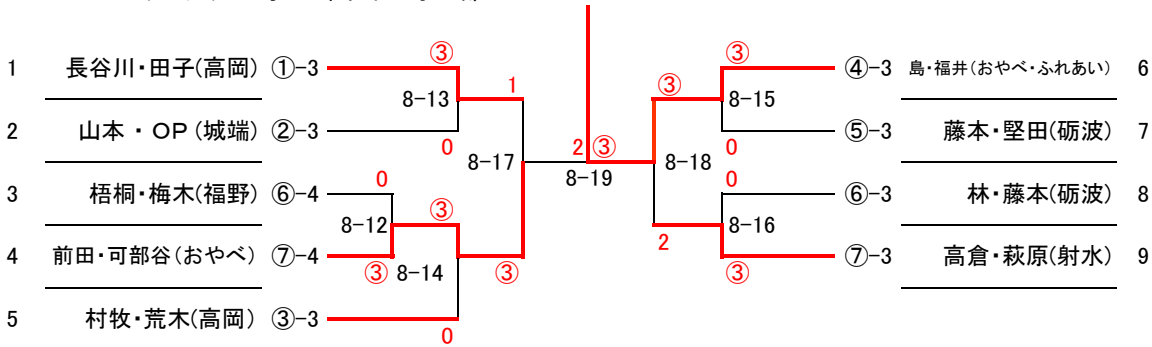 ③ ③
1 長谷川・田子(高岡) ①-3 ④-3 島・福井(おやべ・ふれあい) 6
1 ③
8-13 8-15
2 山本 ・ OP (城端) ②-3 ⑤-3 藤本・堅田(砺波) 7
0 2 ③ 0
8-17 8-18
8-19
0 0
3 梧桐・梅木(福野) ⑥-4 ⑥-3 林・藤本(砺波) 8
③
8-12 8-16
2
4 前田・可部谷(おやべ) ⑦-4 ⑦-3 高倉・萩原(射水) 9
③ 8-14 ③ ③
5 村牧・荒木(高岡) ③-3
0